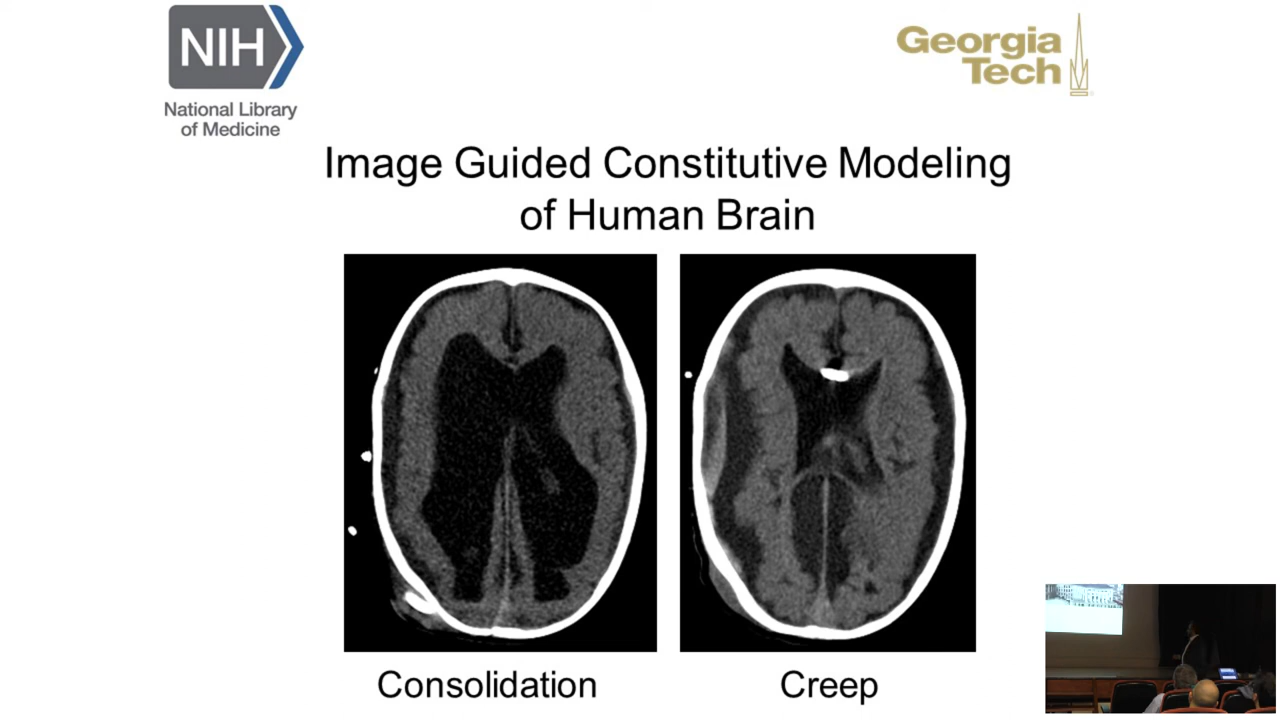 NIH
National Library
of Medicine
Georgia
Tech
Image Guided Constitutive Modeling
of Human Brain
Consolidation
Creep